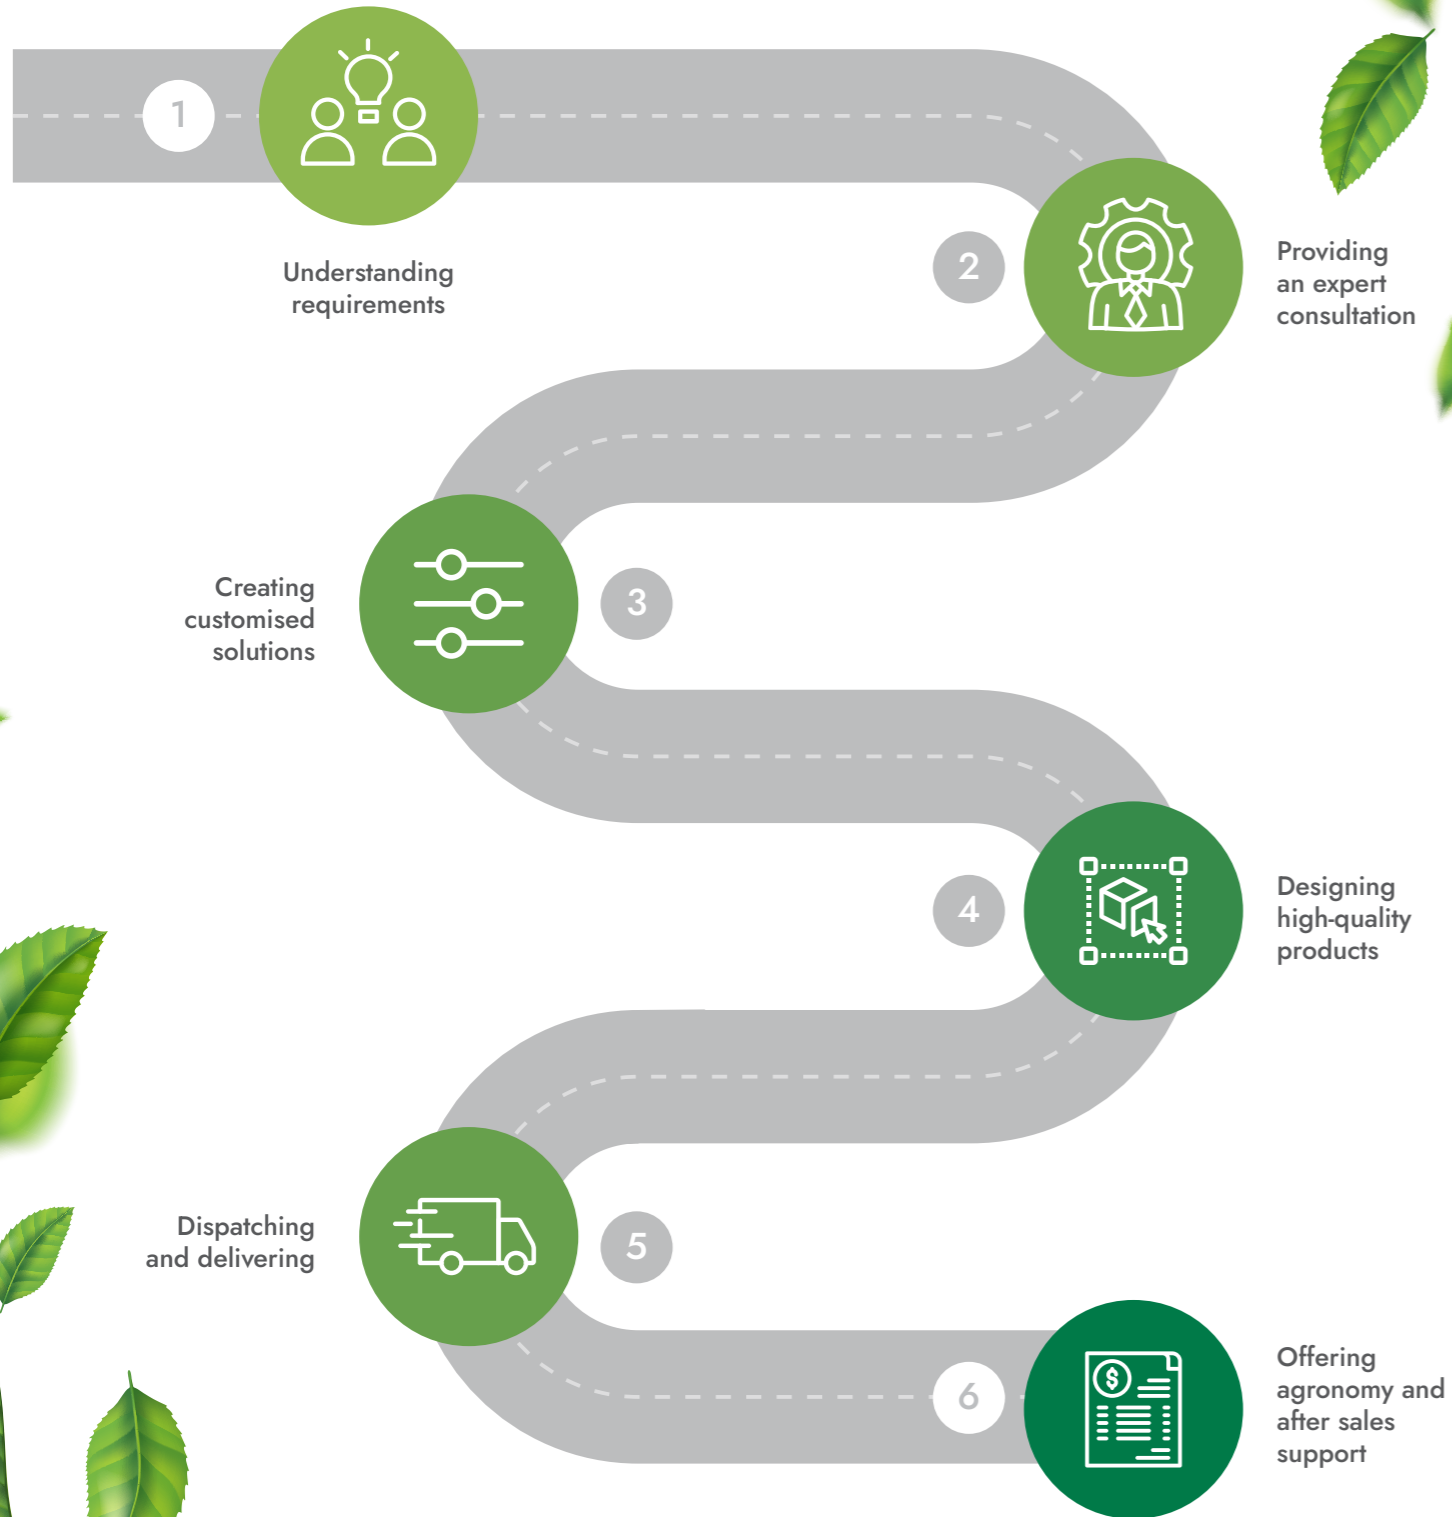 1
Understanding
requirements
2
Providing
an expert
consultation
Creating
customised
solutions
3
4
Designing
high-quality
products
Dispatching
and delivering
5
6
$
Offering
agronomy and
after sales
support